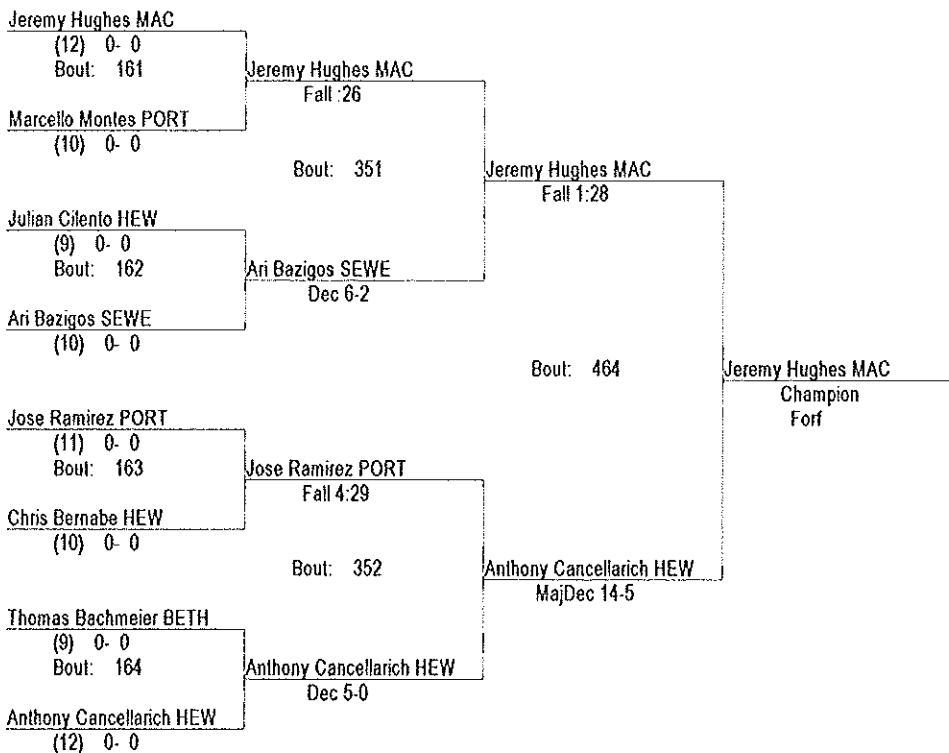 Jeremy Hughes MAC
(12) 0- 0
Bout: 161
Jeremy Hughes MAC
Fall :26
Marcello Montes PORT
(10) 0- 0
Bout: 351
Jeremy Hughes MAC
Fall 1:28
Julian Cilento HEW
(9) 0- 0
Bout: 162
Ari Bazigos SEWE
Dec 6-2
Ari Bazigos SEWE
(10) 0- 0
Bout: 464
Jeremy Hughes MAC
Champion
Forf
Jose Ramirez PORT
(11) 0- 0
Bout: 163
Jose Ramirez PORT
Fall 4:29
Chris Bernabe HEW
(10) 0- 0
Bout: 352
Anthony Cancellarich HEW
MajDec 14-5
Thomas Bachmeier BETH
(9) 0- 0
Bout: 164
Anthony Cancellarich HEW
Dec 5-0
Anthony Cancellarich HEW
(12) 0- 0